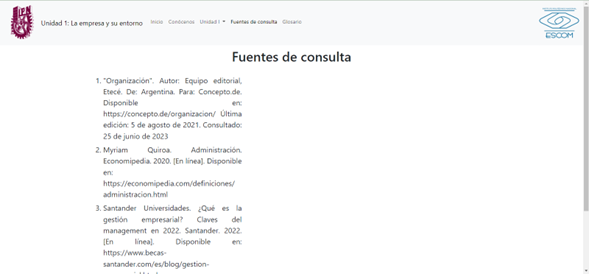 Unidad 1: La empresa y su entorno Inicio Conócenos Unidad I Fuentes de consulta Glosario
ESCOM
Fuentes de consulta
1. "Organización". Autor: Equipo editorial,
Etecé. De: Argentina. Para: Concepto.de.
Disponible en:
https://concepto.de/organizacion/ Última
edición: 5 de agosto de 2021. Consultado:
25 de junio de 2023
2. Myriam Quiroa. Administración.
Economipedia. 2020. [En línea]. Disponible
en:
https://economipedia.com/definiciones/
administracion.html
3. Santander Universidades. ¿Qué es la
gestión empresarial? Claves del
management en 2022. Santander. 2022.
[En línea]. Disponible en:
https://www.becas-
santander.com/es/blog/gestion-